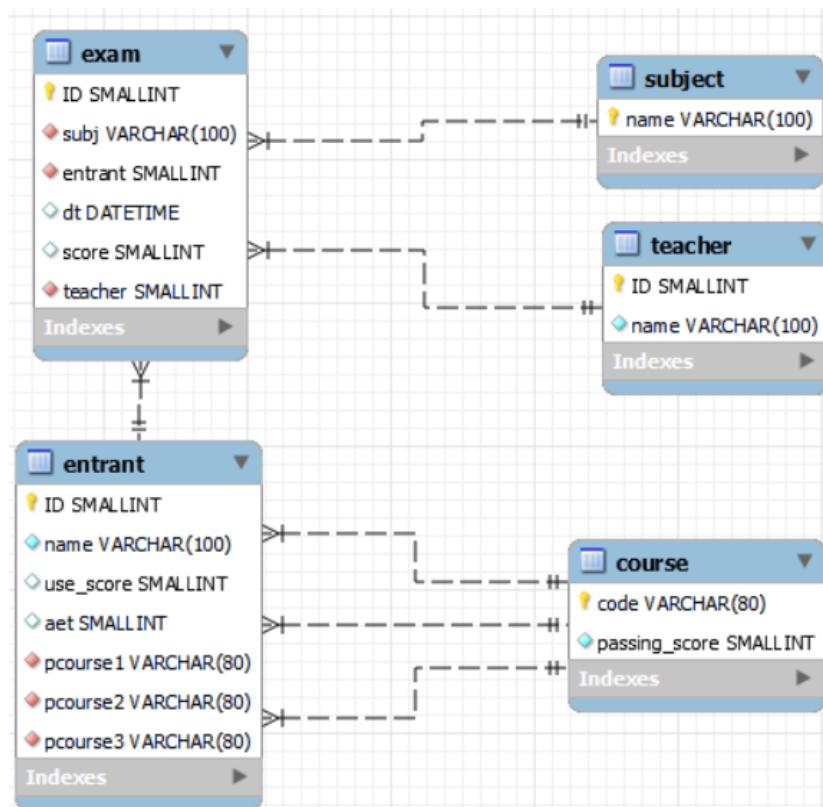 exam
ID SMALLINT
subj VARCHAR(100)
entrant SMALLINT
dt DATETIME
score SMALLINT
teacher SMALLINT
Indexes
subject
name VARCHAR(100)
Indexes
teacher
ID SMALLINT
name VARCHAR(100)
Indexes
entrant
ID SMALLINT
name VARCHAR(100)
use_score SMALLINT
aet SMALLINT
pcourse1 VARCHAR(80)
pcourse2 VARCHAR(80)
pcourse3 VARCHAR(80)
Indexes
course
code VARCHAR(80)
passing_score SMALLINT
Indexes